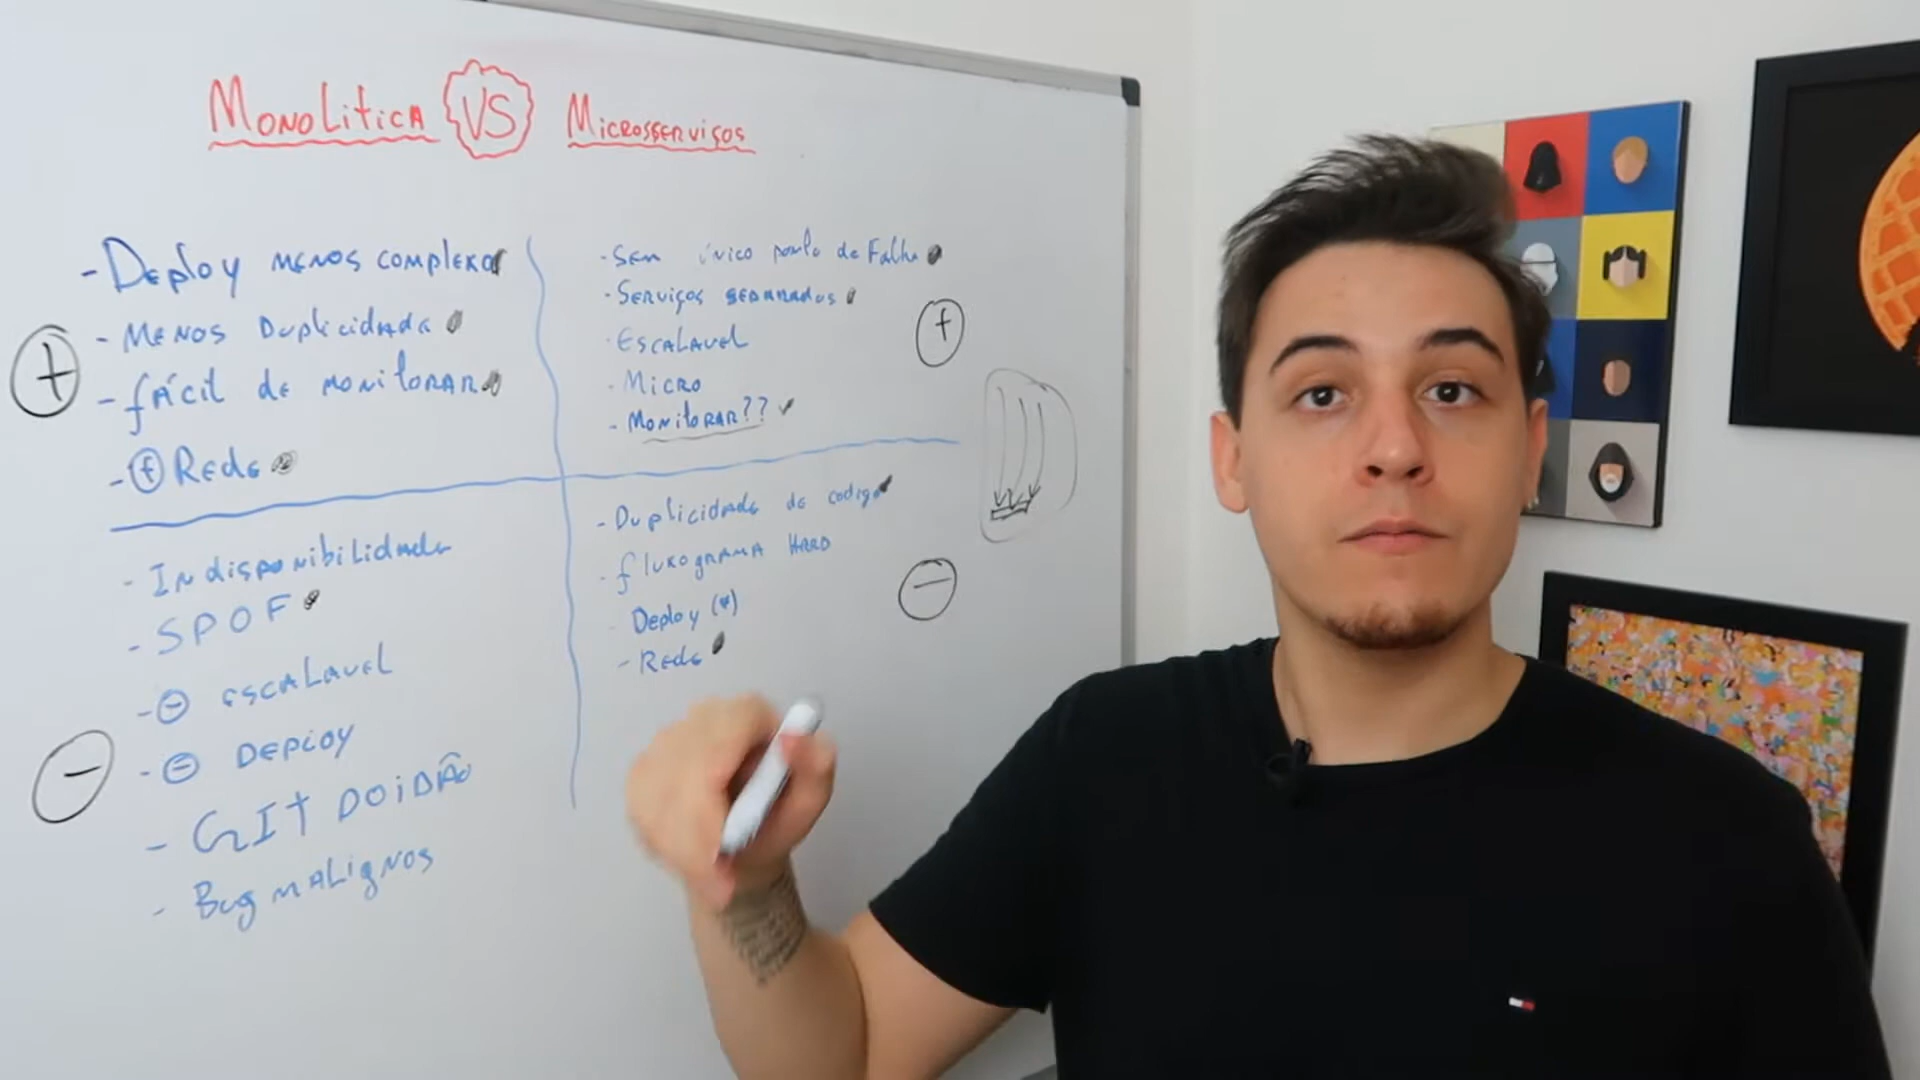 Monolitica VS Microsserviços
- Deploy menos complexo
- Menos Duplicidade
- fácil de monitorar
- + Rede
+
- Sem único ponto de Falha
- Serviços separados
- Escalavel
- Micro
- Monitorar??
+
- Indisponibilidade
- SPOF
- - escalavel
- - Deploy
- GIT DOIDÃO
- Bug malignos
-
- Duplicidade de codigo
- fluxograma Hard
Deploy (*)
- Rede
-